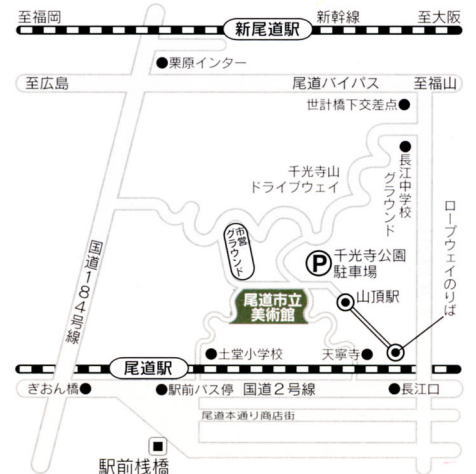 至福岡
新尾道駅
新幹線
至大阪
栗原インター
至広島
尾道バイパス
至福山
世計橋下交差点
千光寺山
ドライブウェイ
長江中学校
グラウンド
ロープウェイのりば
市営
グラウンド
P
千光寺公園
駐車場
国道184号線
尾道市立
美術館
山頂駅
土堂小学校
天寧寺
尾道駅
ぎおん橋
駅前バス停
国道2号線
長江口
尾道本通り商店街
駅前桟橋